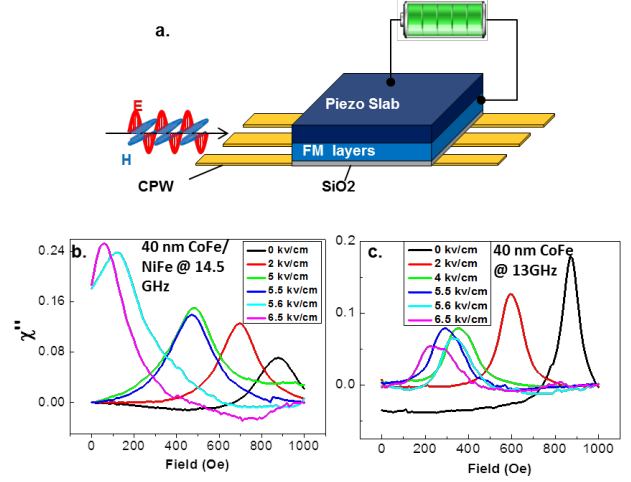 a.
E
H
CPW
Piezo Slab
FM layers
SiO2
b.
40 nm CoFe/
NiFe @ 14.5
GHz
0 kv/cm
2 kv/cm
5 kv/cm
5.5 kv/cm
5.6 kv/cm
6.5 kv/cm
χ"
0.24
0.16
0.08
0.00
0
200
400
600
800
1000
Field (Oe)
c.
40 nm CoFe
@ 13GHz
0 kv/cm
2 kv/cm
4 kv/cm
5.5 kv/cm
5.6 kv/cm
6.5 kv/cm
0.2
0.1
0.0
0
200
400
600
800
1000
Field (Oe)